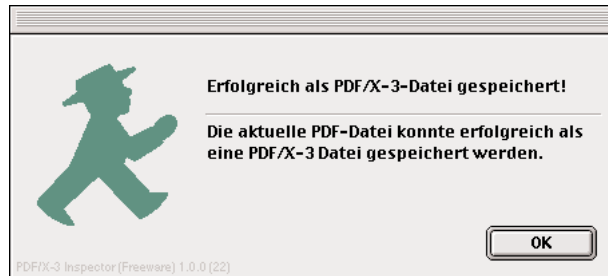 Erfolgreich als PDF/X-3-Datei gespeichert!
Die aktuelle PDF-Datei konnte erfolgreich als
eine PDF/X-3 Datei gespeichert werden.
OK
PDF/X-3 Inspector (Freeware) 1.0.0 (22)